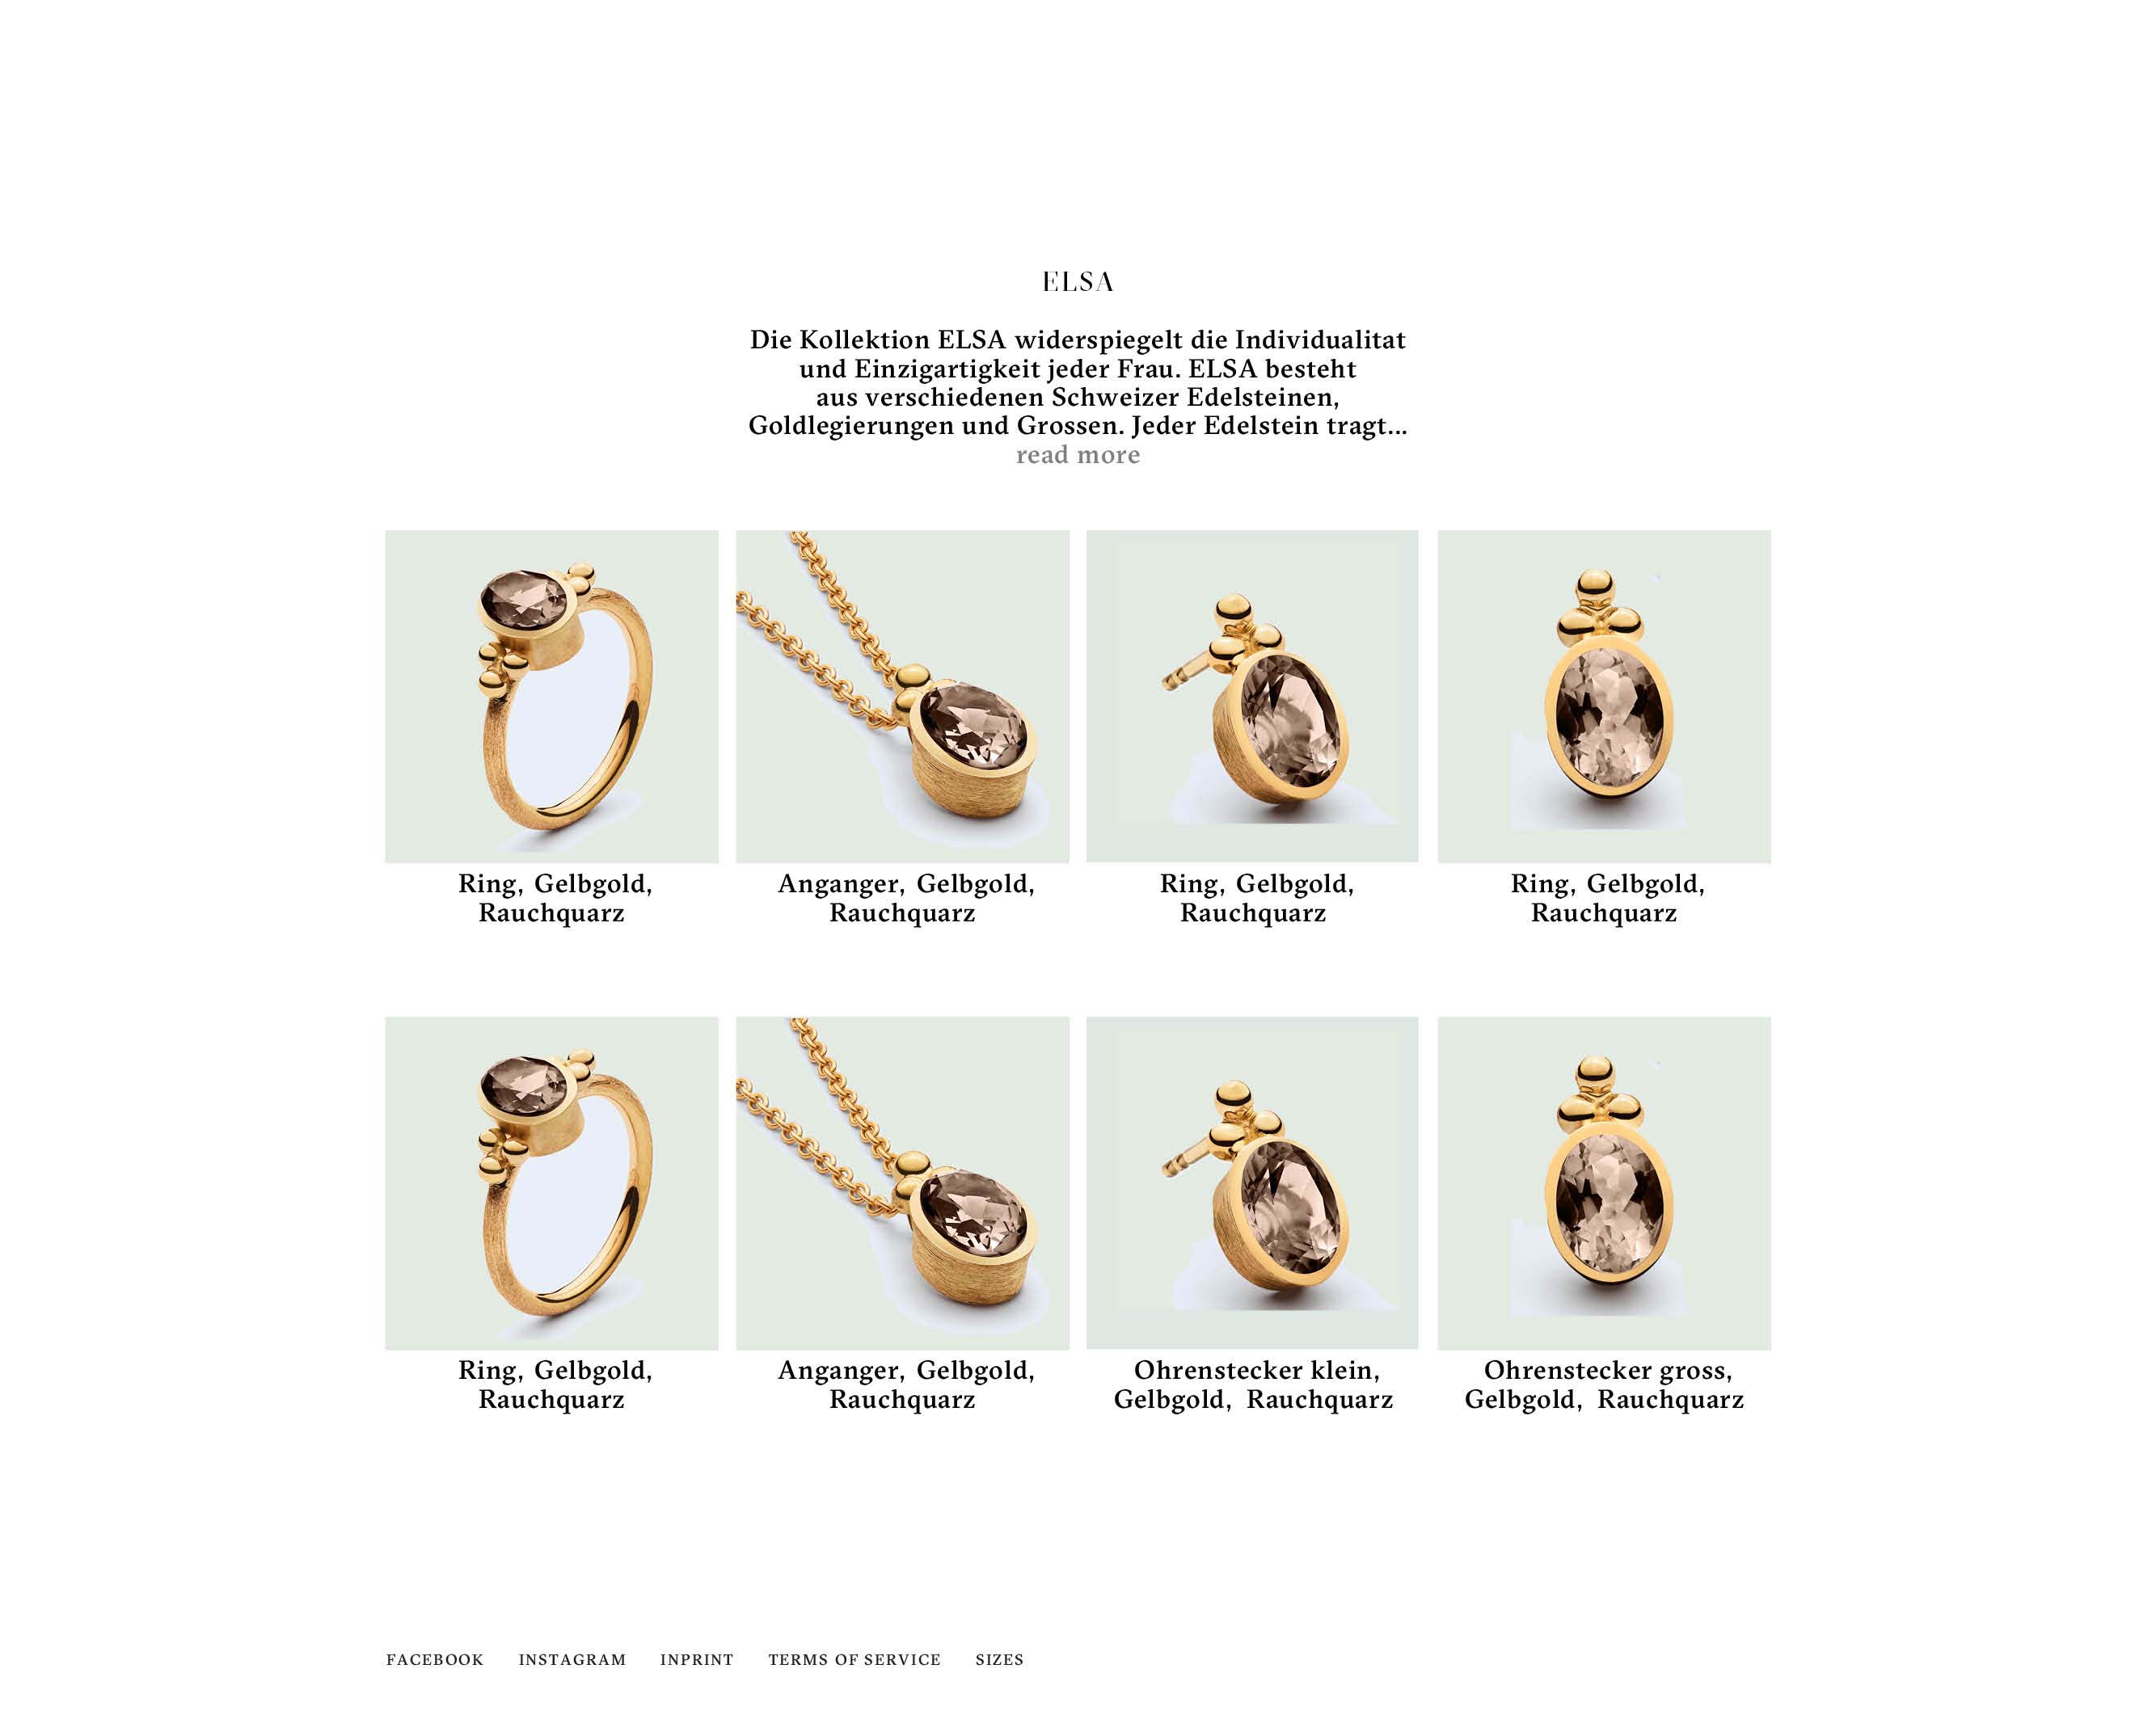 ELSA
Die Kollektion ELSA widerspiegelt die Individualitat
und Einzigartigkeit jeder Frau. ELSA besteht
aus verschiedenen Schweizer Edelsteinen,
Goldlegierungen und Grossen. Jeder Edelstein tragt...
read more
Ring, Gelbgold,
Rauchquarz
Anganger, Gelbgold,
Rauchquarz
Ring, Gelbgold,
Rauchquarz
Ring, Gelbgold,
Rauchquarz
Ring, Gelbgold,
Rauchquarz
Anganger, Gelbgold,
Rauchquarz
Ohrenstecker klein,
Gelbgold, Rauchquarz
Ohrenstecker gross,
Gelbgold, Rauchquarz
FACEBOOK INSTAGRAM INPRINT TERMS OF SERVICE SIZES